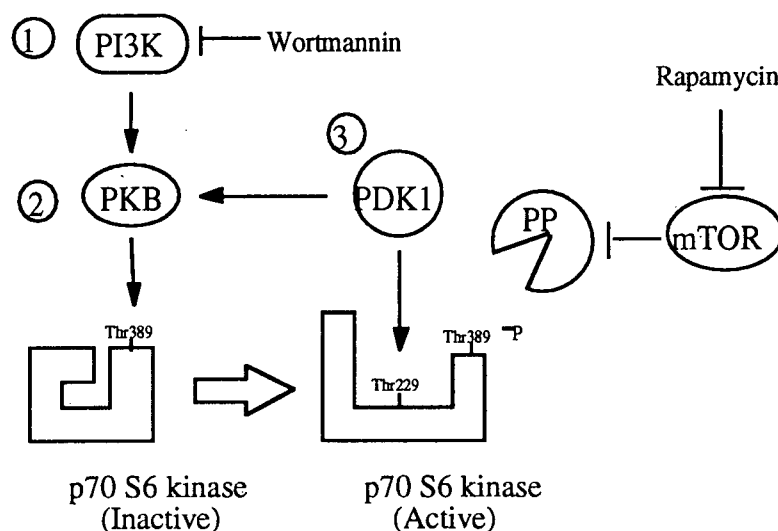 1
PI3K
Wortmannin
Rapamycin
3
2
PKB
PDK1
PP
mTOR
Thr389
Thr389 –P
Thr229
p70 S6 kinase
(Inactive)
p70 S6 kinase
(Active)